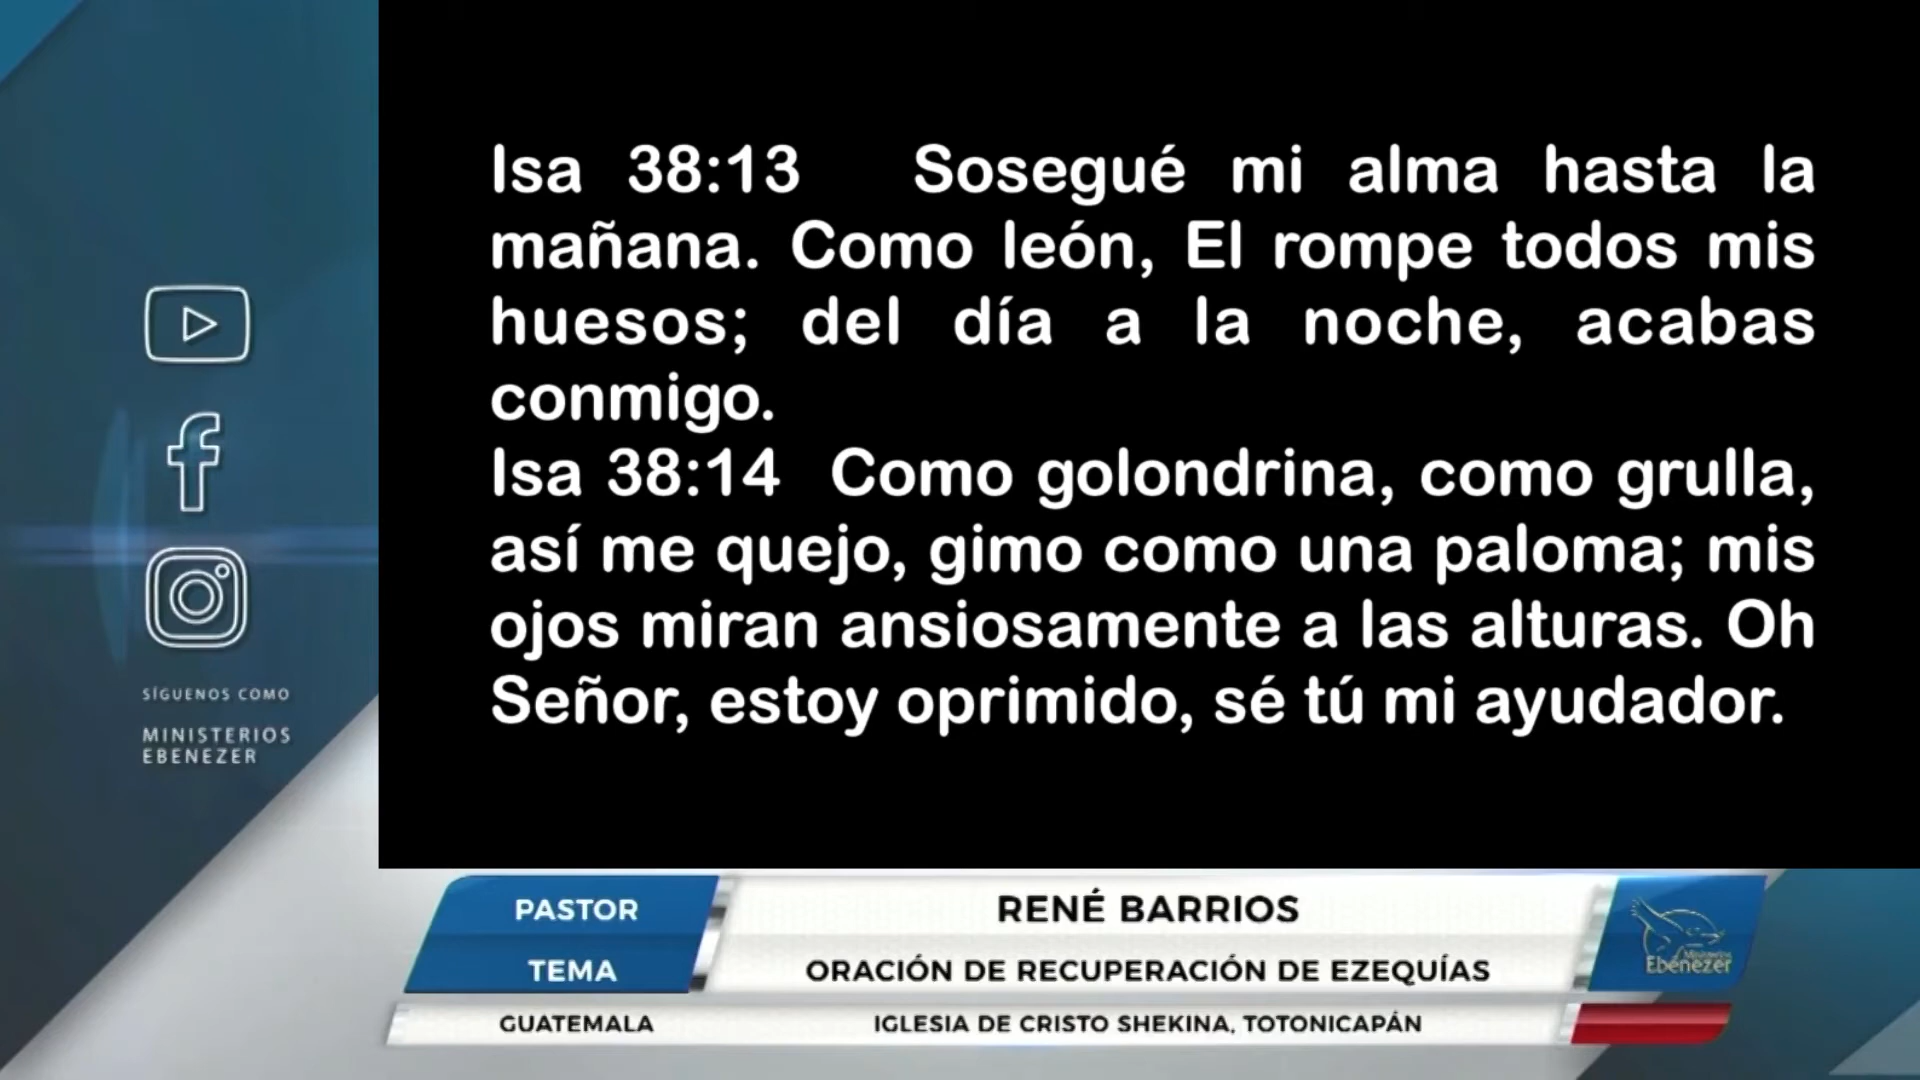 Isa 38:13 Sosegué mi alma hasta la
mañana. Como león, El rompe todos mis
huesos; del día a la noche, acabas
conmigo.
Isa 38:14 Como golondrina, como grulla,
así me quejo, gimo como una paloma; mis
ojos miran ansiosamente a las alturas. Oh
Señor, estoy oprimido, sé tú mi ayudador.
SÍGUENOS COMO
MINISTERIOS
EBENEZER
PASTOR
RENÉ BARRIOS
TEMA
ORACIÓN DE RECUPERACIÓN DE EZEQUÍAS
GUATEMALA
IGLESIA DE CRISTO SHEKINA, TOTONICAPÁN
Ministerios
Ebenezer